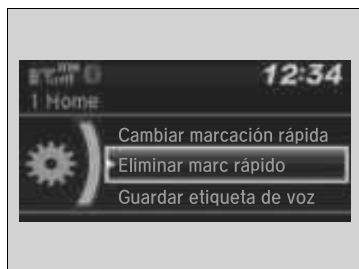 12:34
1 Home
Cambiar marcación rápida
Eliminar marc rápido
Guardar etiqueta de voz